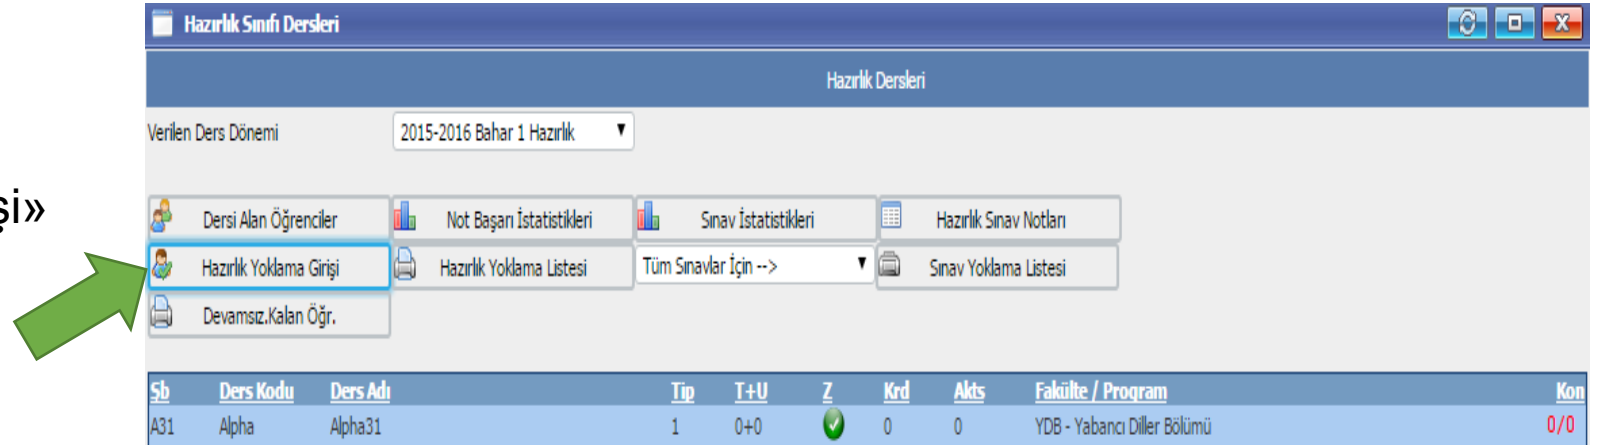 Hazırlık Sınıfı Dersleri
Hazırlık Dersleri
Verilen Ders Dönemi 2015-2016 Bahar 1 Hazırlık
şi»
Dersi Alan Öğrenciler Not Başarı İstatistikleri Sınav İstatistikleri Hazırlık Sınav Notları
Hazırlık Yoklama Girişi Hazırlık Yoklama Listesi Tüm Sınavlar İçin --> Sınav Yoklama Listesi
Devamsız.Kalan Öğr.
Şb Ders Kodu Ders Adı Tip T+U Z Krd Akts Fakülte / Program Kon
A31 Alpha Alpha31 1 0+0 0 0 YDB - Yabancı Diller Bölümü 0/0